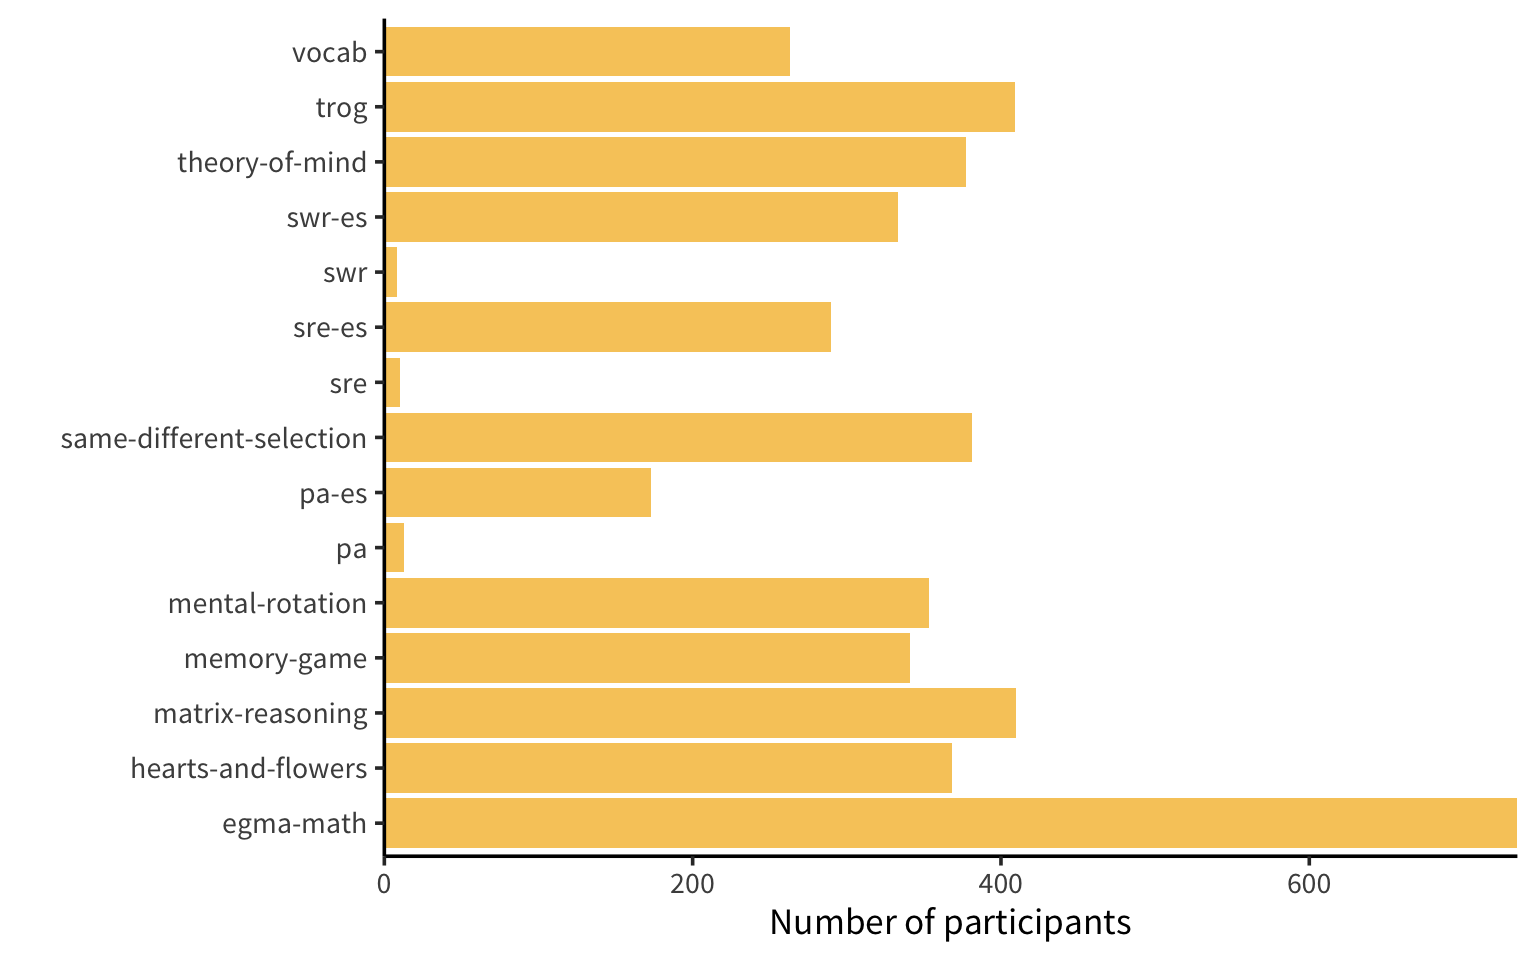 vocab
trog
theory-of-mind
swr-es
swr
sre-es
sre
same-different-selection
pa-es
pa
mental-rotation
memory-game
matrix-reasoning
hearts-and-flowers
egma-math
0 200 400 600
Number of participants